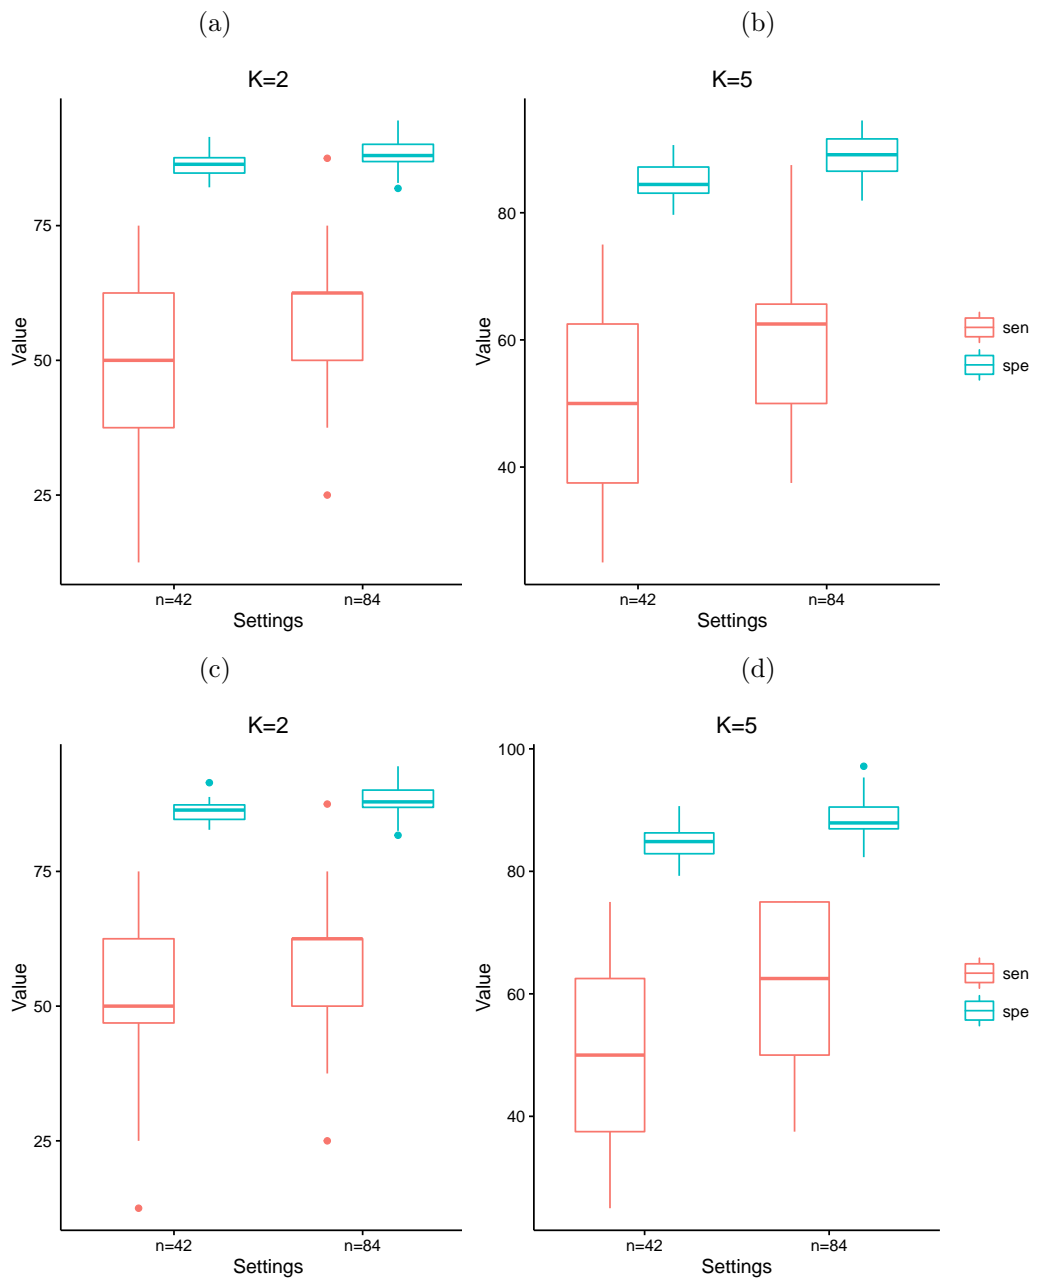 (a)
K=2
Value
75
50
25
n=42
n=84
Settings
(b)
K=5
Value
80
60
40
n=42
n=84
Settings
sen
spe
(c)
K=2
Value
75
50
25
n=42
n=84
Settings
(d)
K=5
Value
100
80
60
40
n=42
n=84
Settings
sen
spe